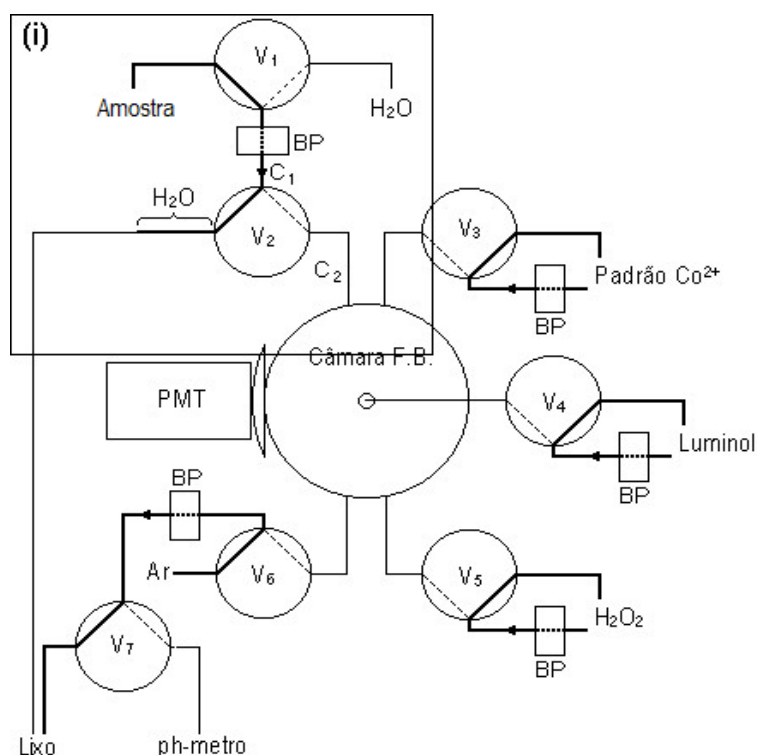 (i)
V₁
Amostra
H₂O
BP
C₁
H₂O
V₂
C₂
V₃
Padrão Co²⁺
BP
Câmara F.B.
PMT
V₄
Luminol
BP
BP
Ar
V₆
V₅
H₂O₂
BP
V₇
Lixo
ph-metro